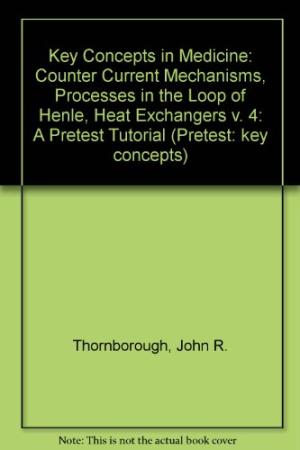 Key Concepts in Medicine:
Counter Current Mechanisms,
Processes in the Loop of
Henle, Heat Exchangers v. 4:
A Pretest Tutorial (Pretest: key
concepts)
Thornborough, John R.
Note: This is not the actual book cover